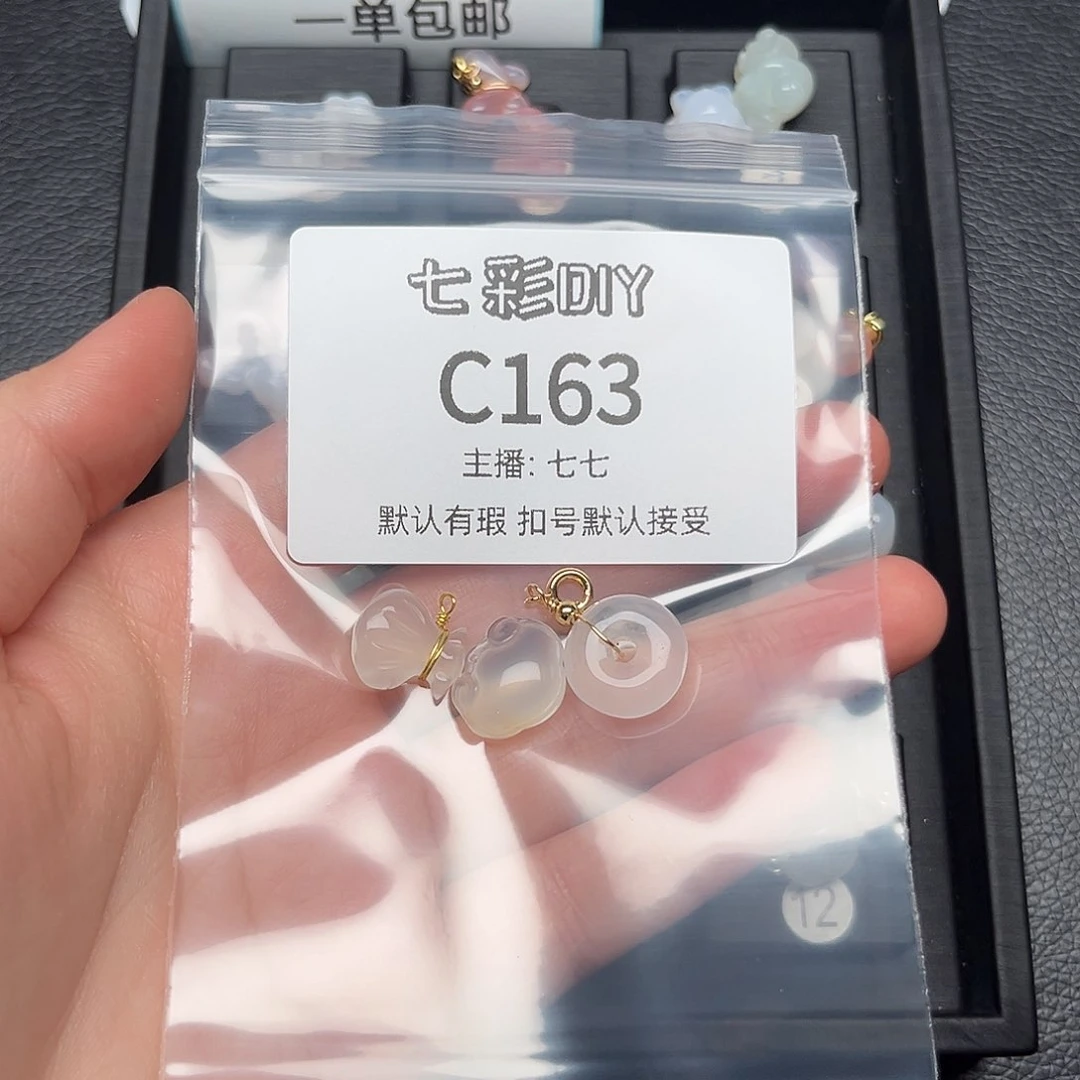 一单包邮
七彩DIY
C163
主播: 七七
默认有瑕 扣号默认接受
12